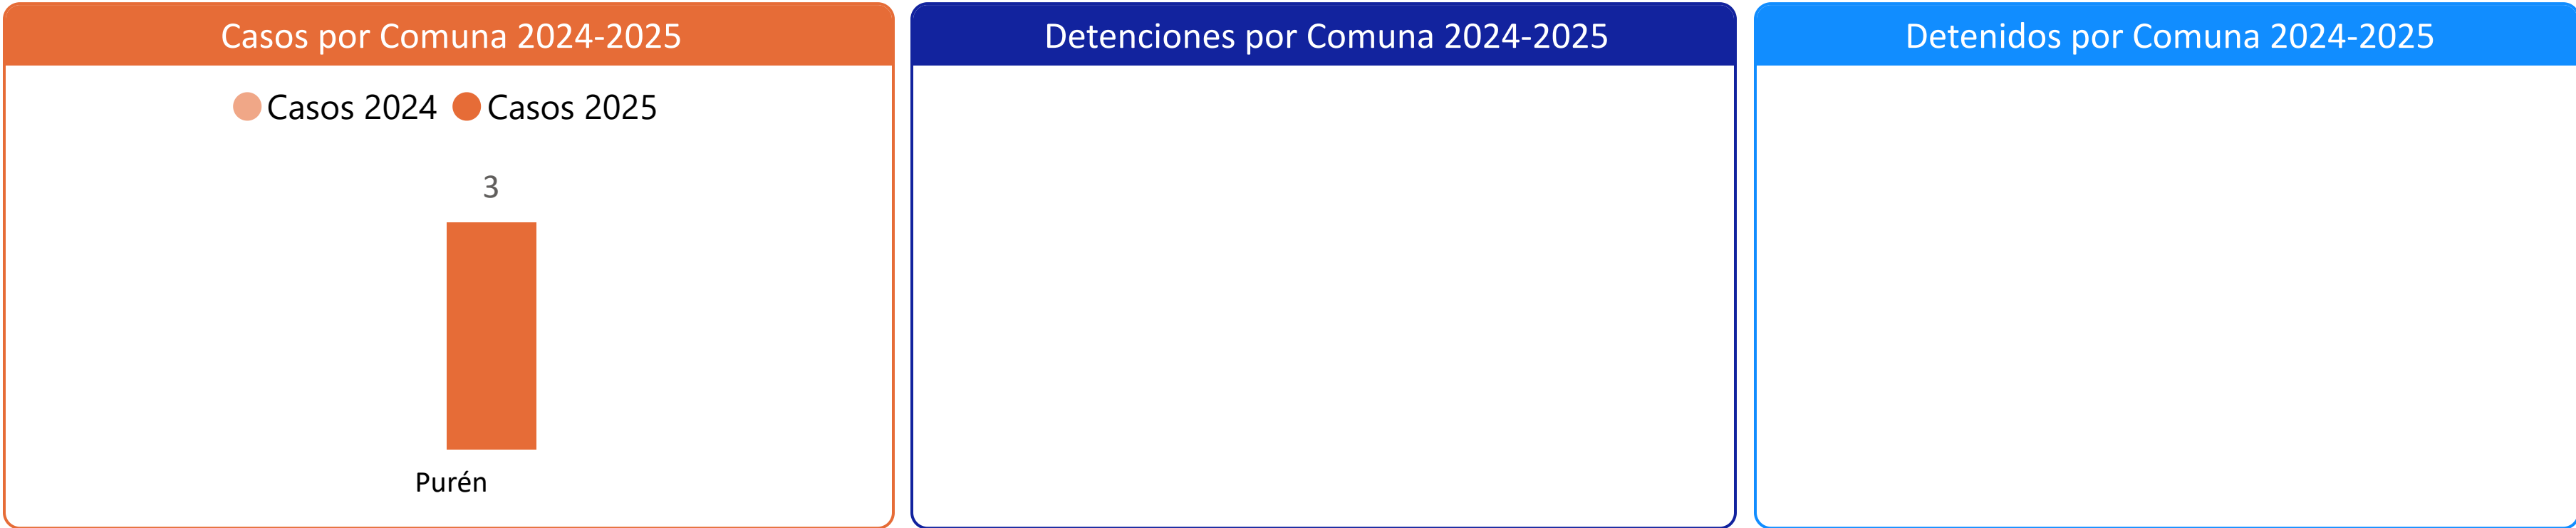 Casos por Comuna 2024-2025
Casos 2024 Casos 2025
3
Purén
Detenciones por Comuna 2024-2025
Detenidos por Comuna 2024-2025